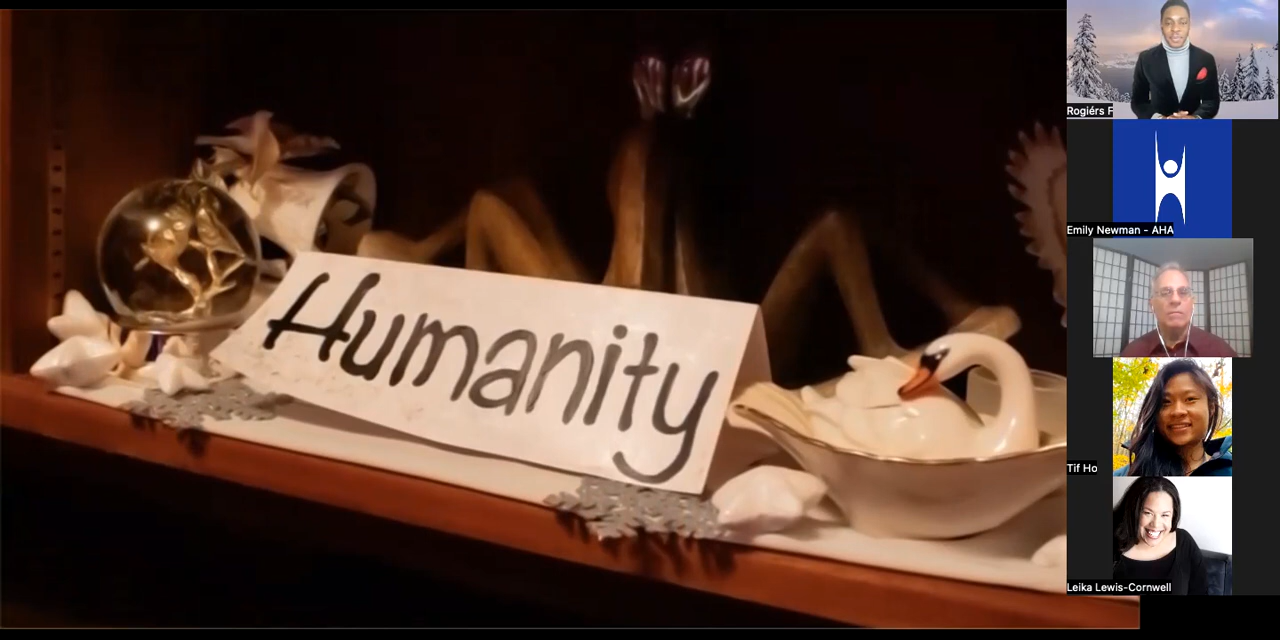 Humanity
Rogiérs F
Emily Newman - AHA
Tif Ho
Leika Lewis-Cornwell